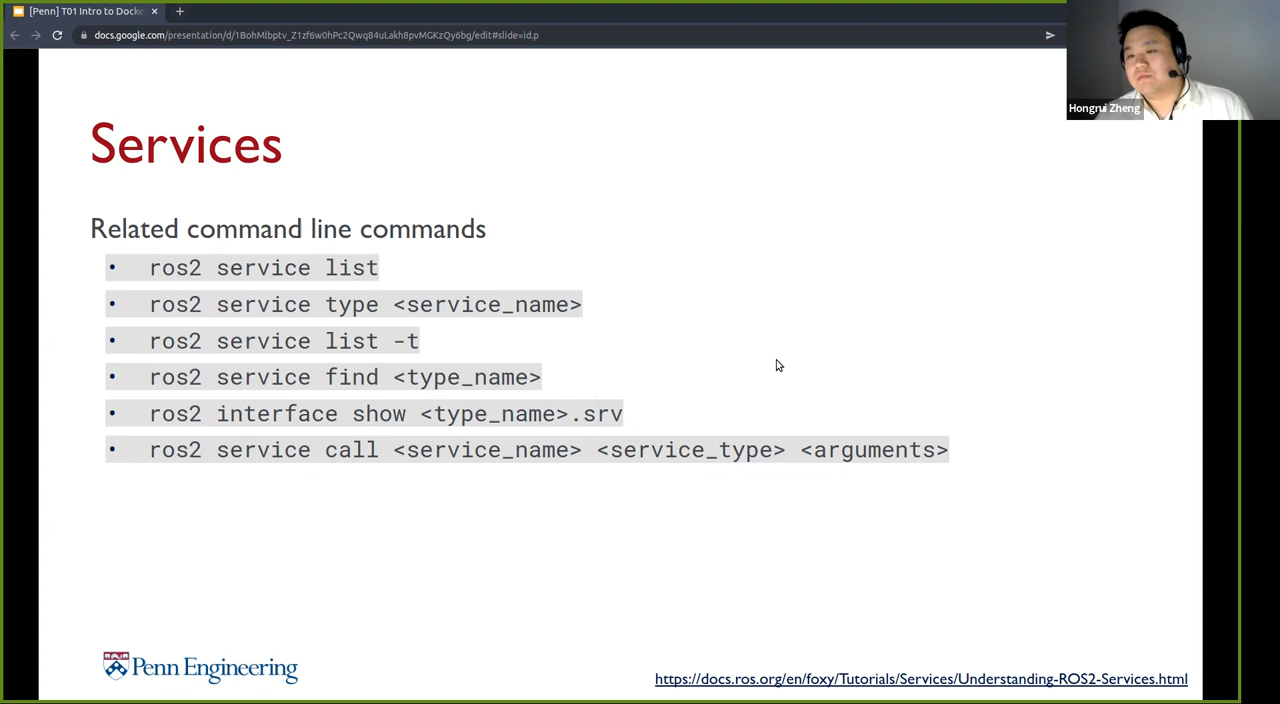 [Penn] T01 Intro to Docke
docs.google.com/presentation/d/1BohMlbptv_Z1zf6w0hPc2Qwq84uLakh8pvMGKzQy6bg/edit#slide=id.p
Hongrui Zheng
Services
Related command line commands
• ros2 service list
• ros2 service type <service_name>
• ros2 service list -t
• ros2 service find <type_name>
• ros2 interface show <type_name>.srv
• ros2 service call <service_name> <service_type> <arguments>
Penn Engineering
https://docs.ros.org/en/foxy/Tutorials/Services/Understanding-ROS2-Services.html